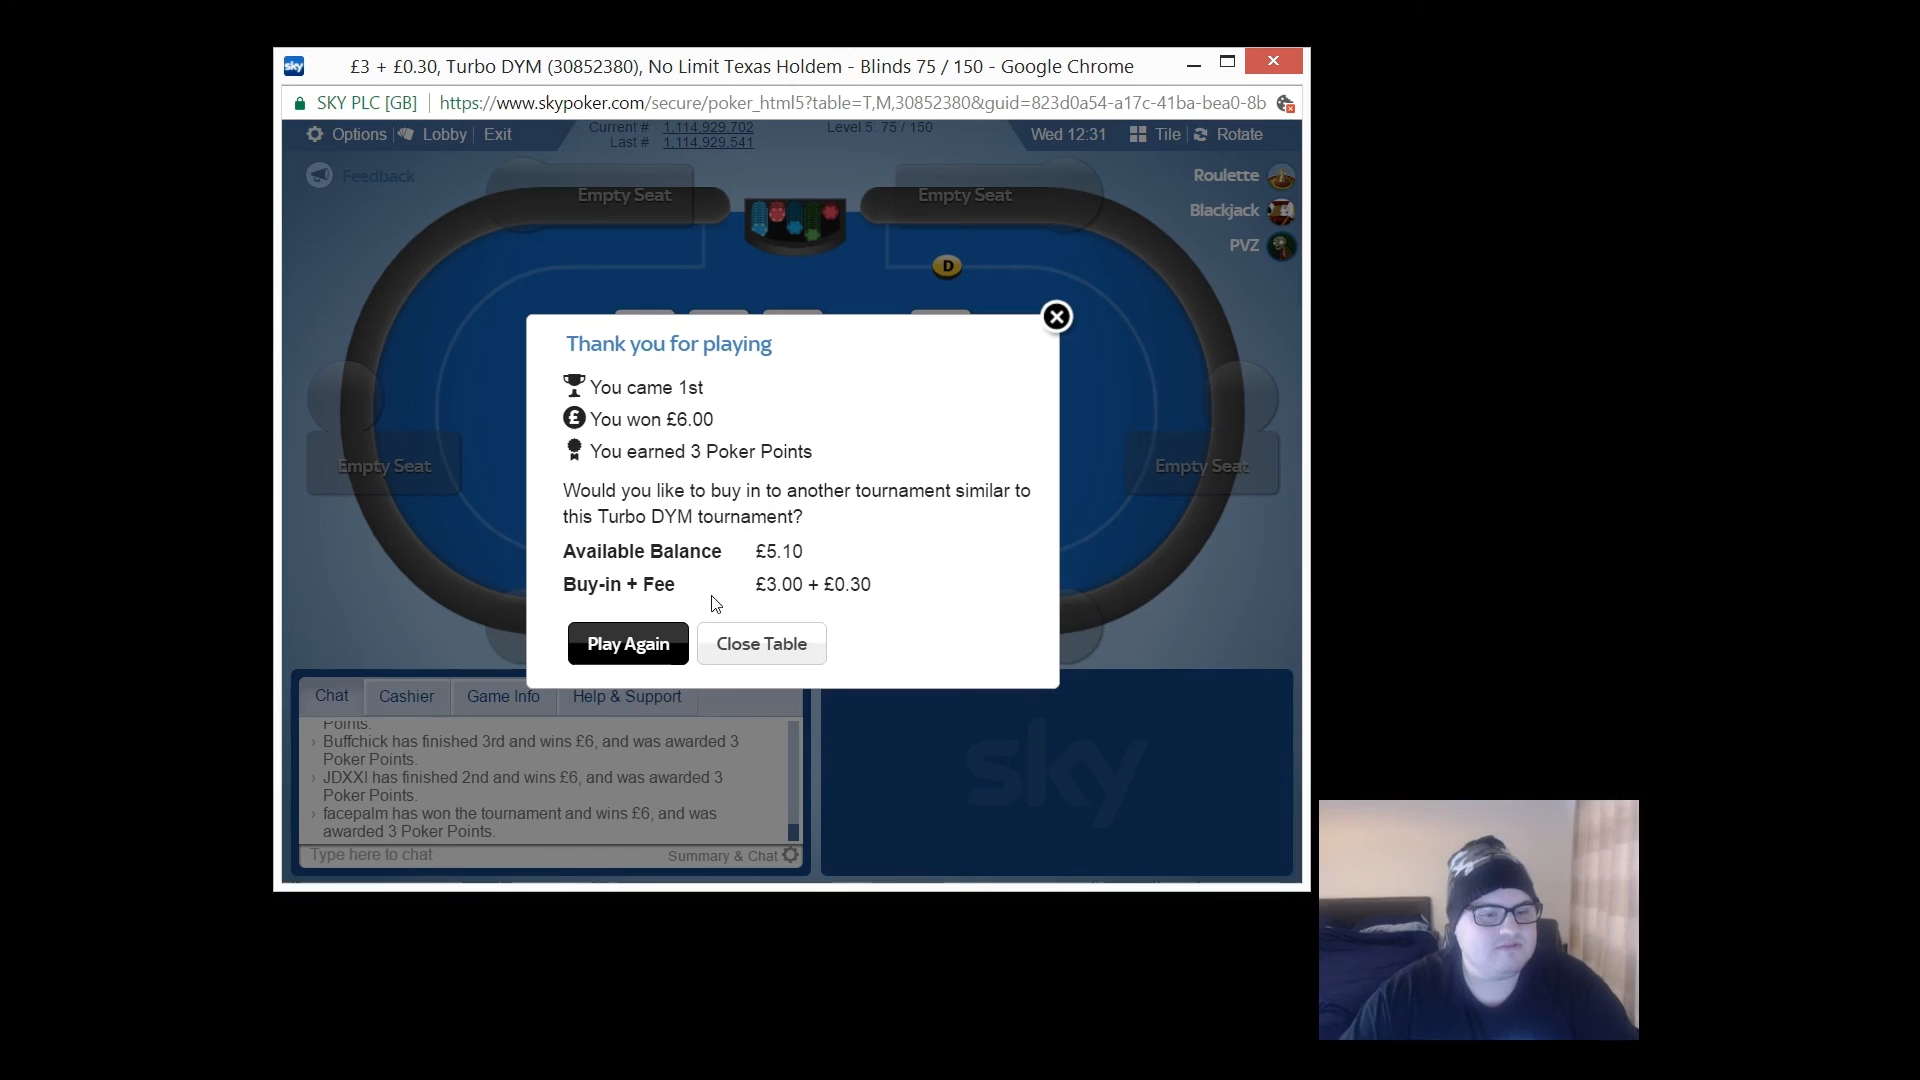 sky £3 + £0.30, Turbo DYM (30852380), No Limit Texas Holdem - Blinds 75 / 150 - Google Chrome
SKY PLC [GB] https://www.skypoker.com/secure/poker_html5?table=T,M,30852380&guid=823d0a54-a17c-41ba-bea0-8b
Options Lobby Exit
Current # 1,114,929,702
Last # 1,114,929,541
Level 5: 75 / 150
Wed 12:31 Tile Rotate
Feedback
Empty Seat
Empty Seat
Roulette
Blackjack
PVZ
D
Empty Seat
Empty Seat
Thank you for playing
You came 1st
£ You won £6.00
You earned 3 Poker Points
Would you like to buy in to another tournament similar to
this Turbo DYM tournament?
Available Balance £5.10
Buy-in + Fee £3.00 + £0.30
Play Again Close Table
Chat Cashier Game Info Help & Support
Points.
› Buffchick has finished 3rd and wins £6, and was awarded 3
Poker Points.
› JDXXI has finished 2nd and wins £6, and was awarded 3
Poker Points.
› facepalm has won the tournament and wins £6, and was
awarded 3 Poker Points.
Type here to chat Summary & Chat
sky